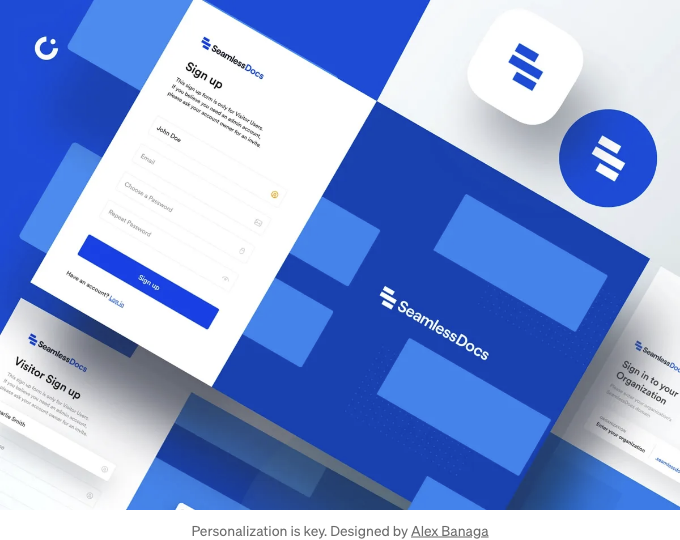 SeamlessDocs
Sign up
This sign up form is only for Visitor Users.
If you believe you need an admin account,
please ask your account owner for an invite.
John Doe
Email
Choose a Password
Repeat Password
Sign up
Have an account? Log in
SeamlessDocs
SeamlessDocs
Visitor Sign up
This sign up form is only for Visitor Users.
If you believe you need an admin account,
please ask your account owner for an invite.
Charlie Smith
SeamlessDocs
Sign in to your
Organization
Enter your organization
.seamlessdocs
Personalization is key. Designed by Alex Banaga